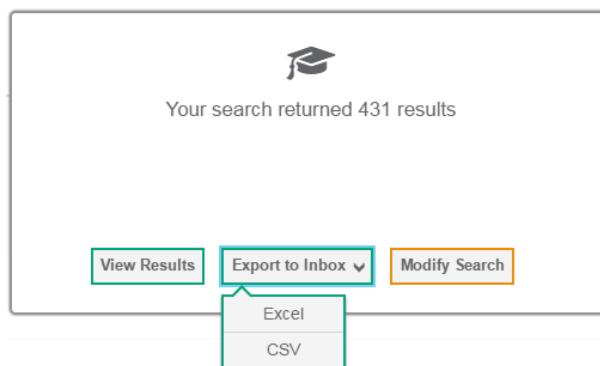 Your search returned 431 results
View Results Export to Inbox Modify Search
Excel
CSV